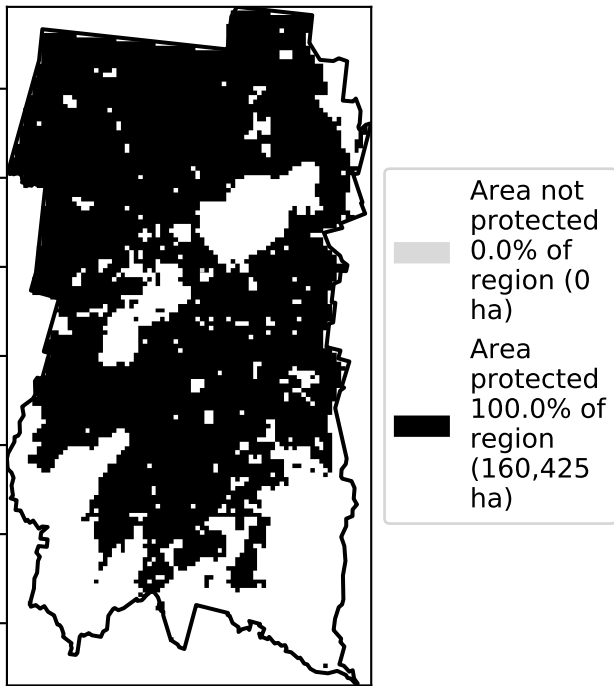 Area not
protected
0.0% of
region (0
ha)
Area
protected
100.0% of
region
(160,425
ha)